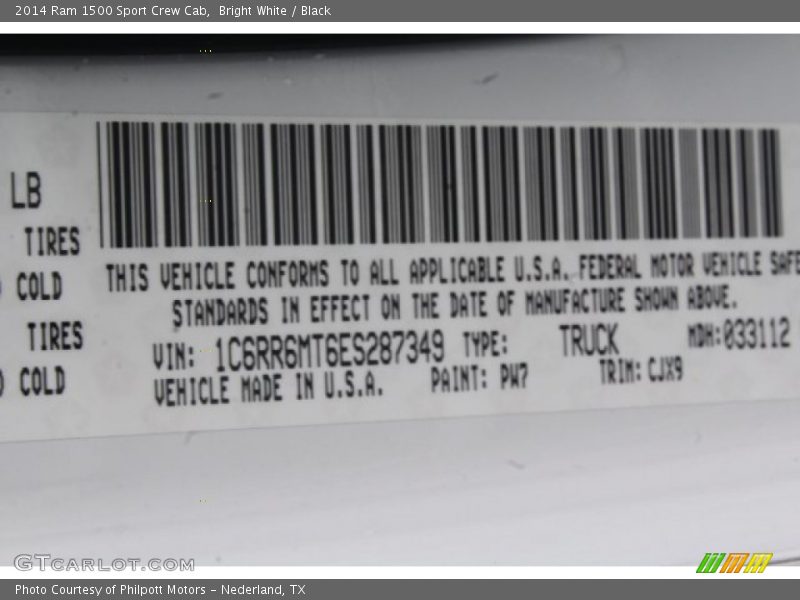 2014 Ram 1500 Sport Crew Cab, Bright White / Black
LB
TIRES
COLD
TIRES
COLD
THIS VEHICLE CONFORMS TO ALL APPLICABLE U.S.A. FEDERAL MOTOR VEHICLE SAFE
STANDARDS IN EFFECT ON THE DATE OF MANUFACTURE SHOWN ABOVE.
VIN: 1C6RR6MT6ES287349 TYPE: TRUCK MDH:033112
VEHICLE MADE IN U.S.A. PAINT: PW7 TRIM: CJX9
GTCARLOT.COM
Photo Courtesy of Philpott Motors - Nederland, TX